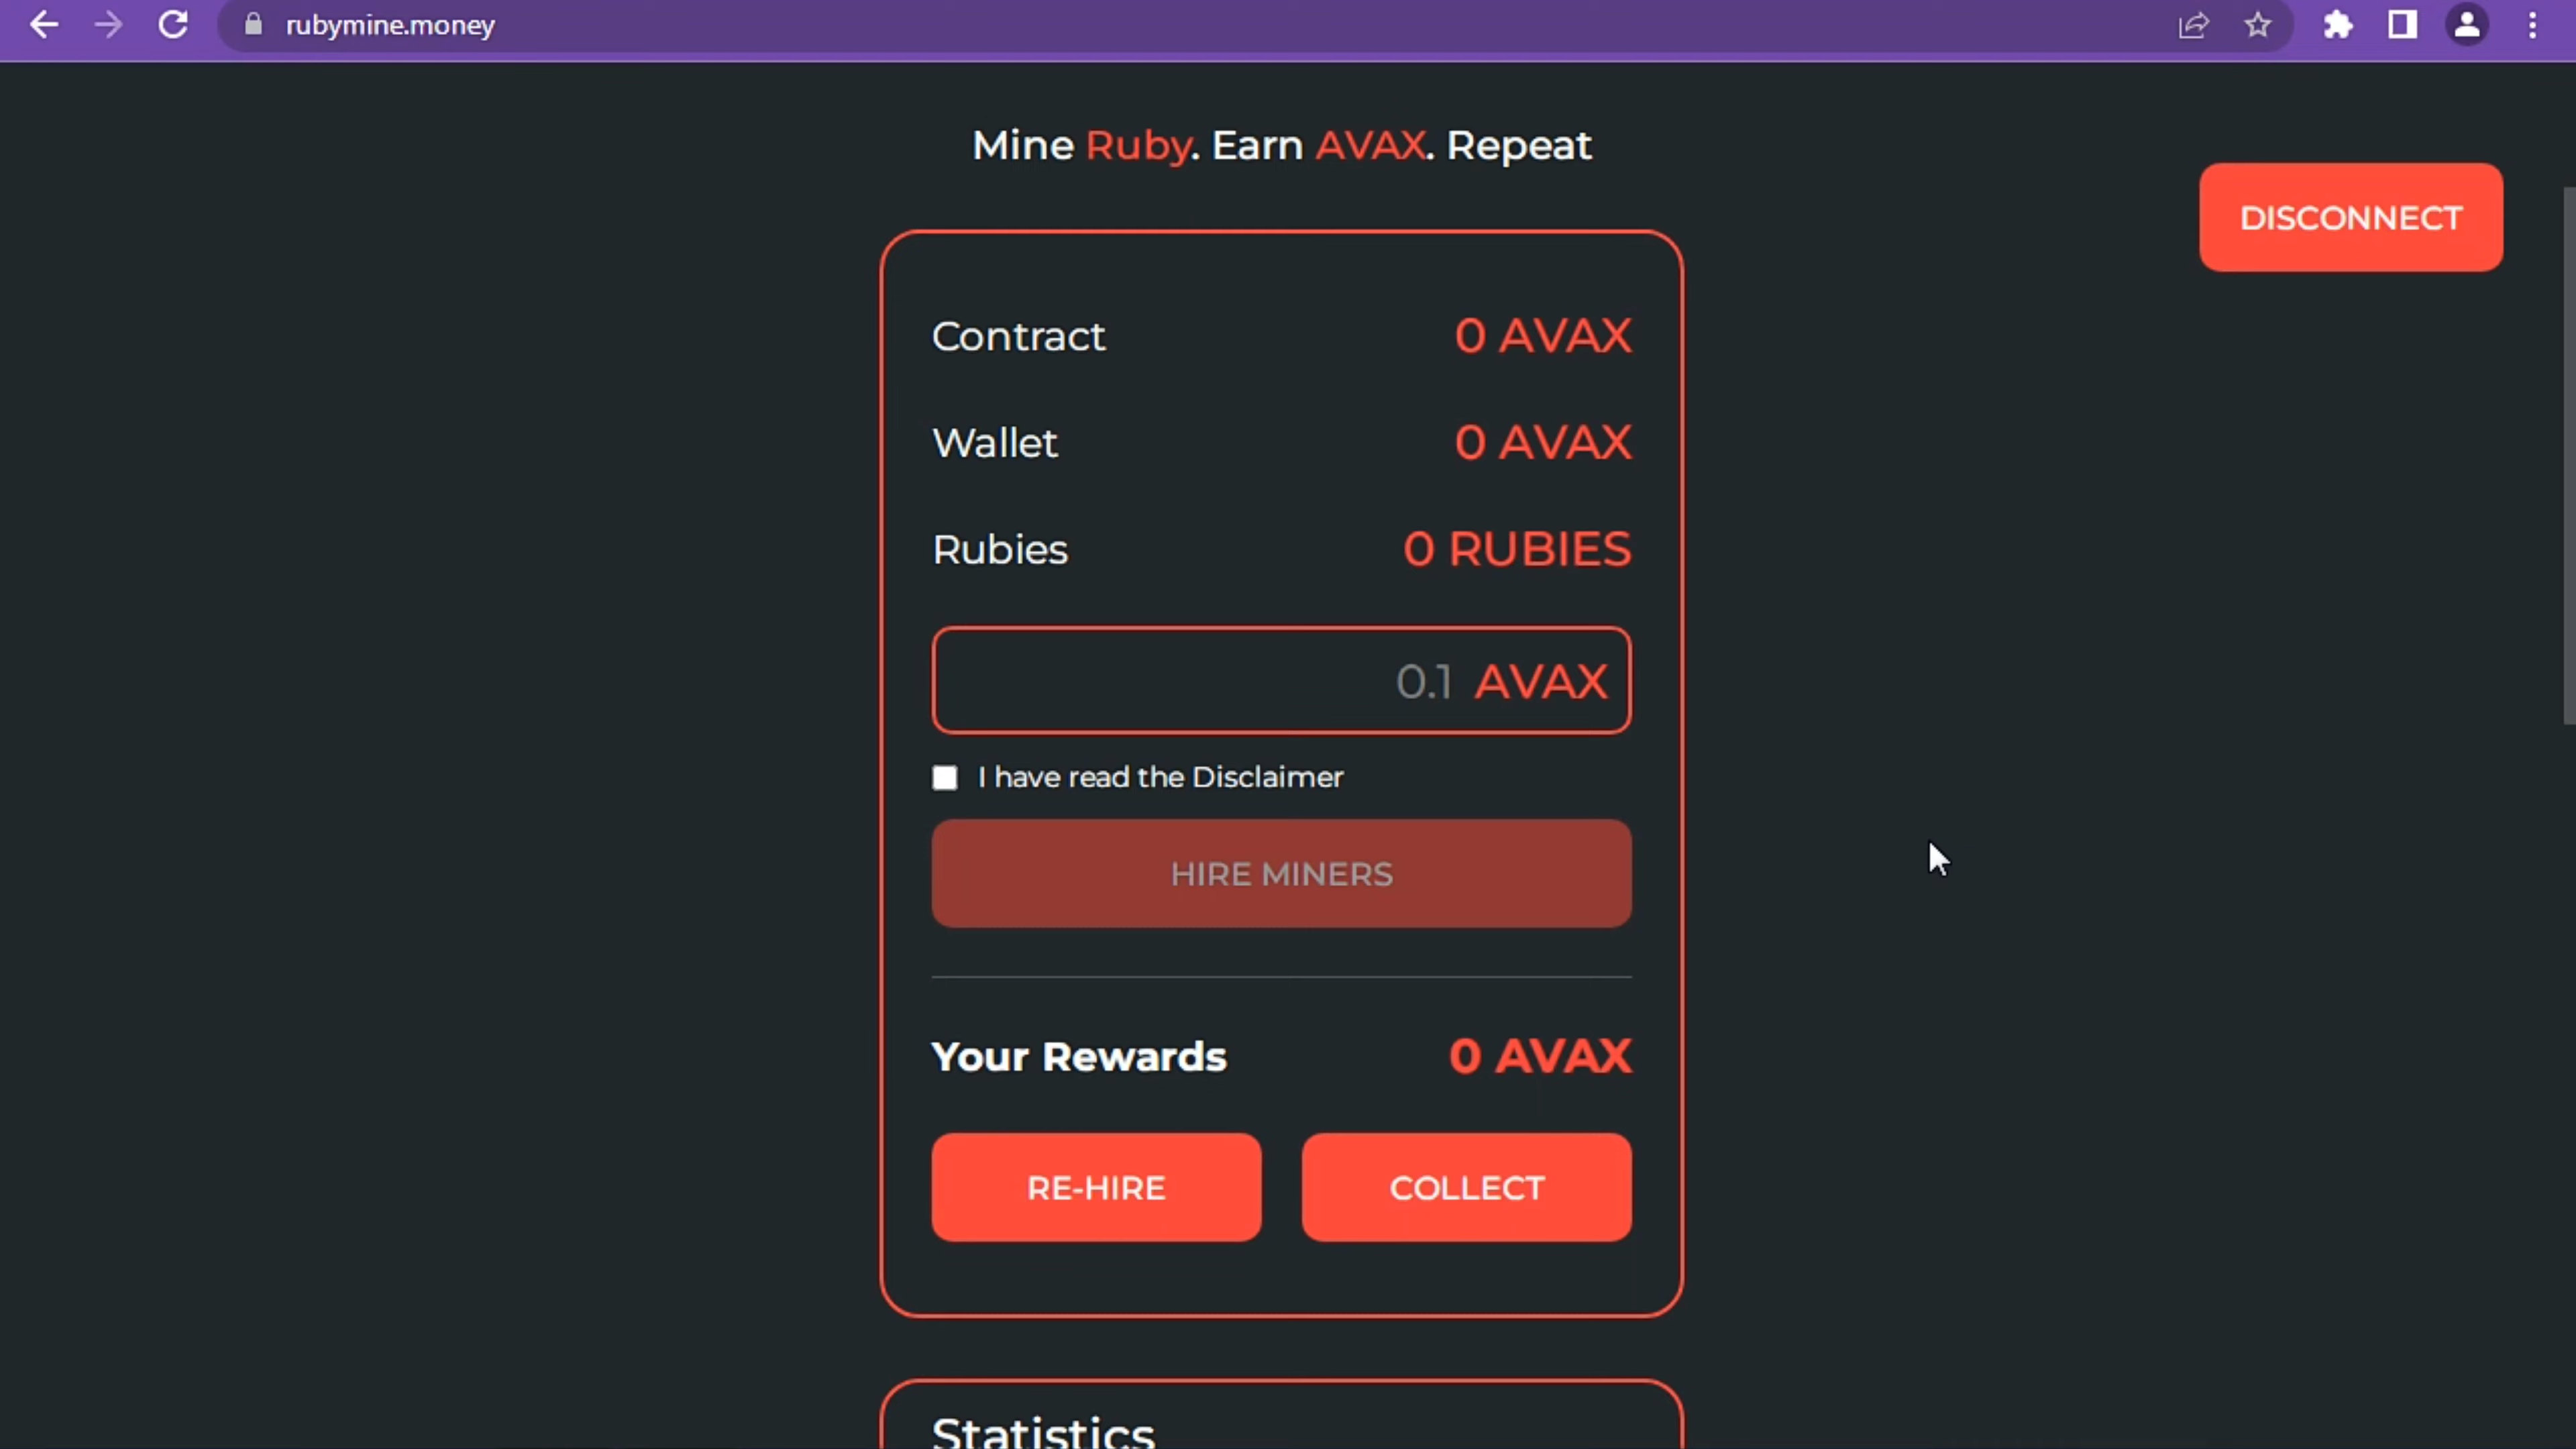 rubymine.money
Mine Ruby. Earn AVAX. Repeat
DISCONNECT
Contract 0 AVAX
Wallet 0 AVAX
Rubies 0 RUBIES
0.1 AVAX
I have read the Disclaimer
HIRE MINERS
Your Rewards 0 AVAX
RE-HIRE COLLECT
Statistics